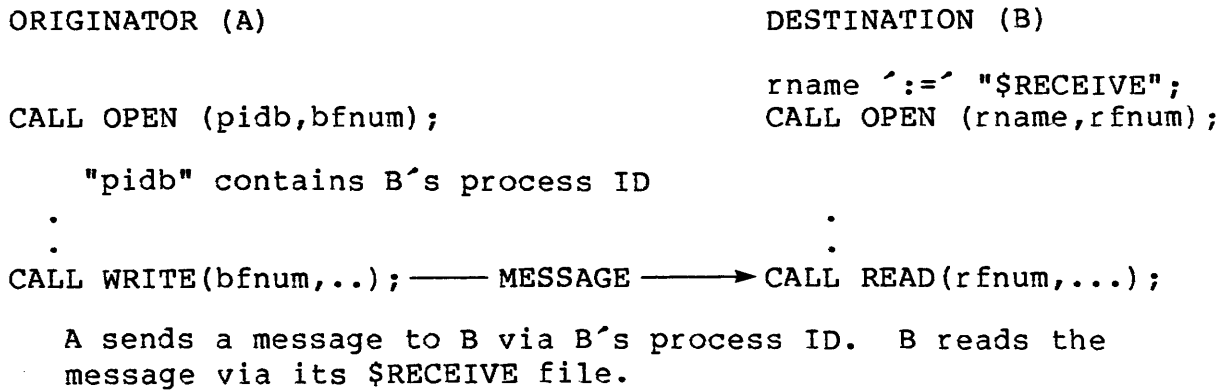 ORIGINATOR (A) DESTINATION (B)
rname ´:=´ "$RECEIVE";
CALL OPEN (pidb,bfnum); CALL OPEN (rname,rfnum);
"pidb" contains B´s process ID
. .
. .
CALL WRITE(bfnum,..); MESSAGE CALL READ(rfnum,...);
A sends a message to B via B´s process ID. B reads the
message via its $RECEIVE file.